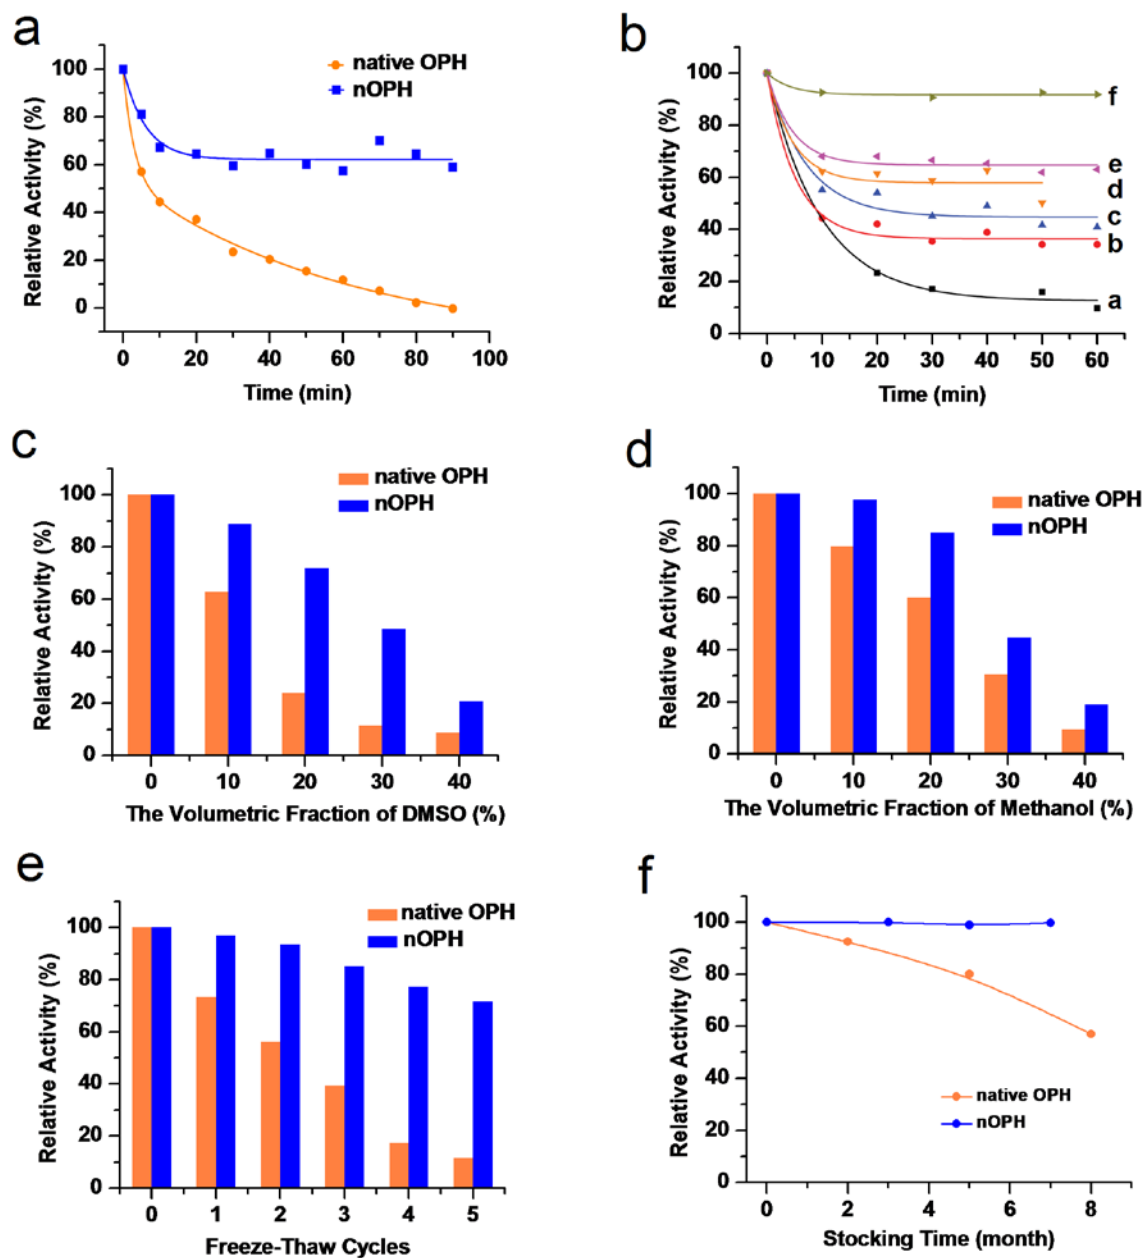 a
native OPH
nOPH
100
80
60
40
20
0
Relative Activity (%)
0 20 40 60 80 100
Time (min)
b
100
80
60
40
20
0
Relative Activity (%)
f
e
d
c
b
a
0 10 20 30 40 50 60
Time (min)
c
native OPH
nOPH
100
80
60
40
20
0
Relative Activity (%)
0 10 20 30 40
The Volumetric Fraction of DMSO (%)
d
native OPH
nOPH
100
80
60
40
20
0
Relative Activity (%)
0 10 20 30 40
The Volumetric Fraction of Methanol (%)
e
native OPH
nOPH
100
80
60
40
20
0
Relative Activity (%)
0 1 2 3 4 5
Freeze-Thaw Cycles
f
100
80
60
40
20
0
Relative Activity (%)
native OPH
nOPH
0 2 4 6 8
Stocking Time (month)